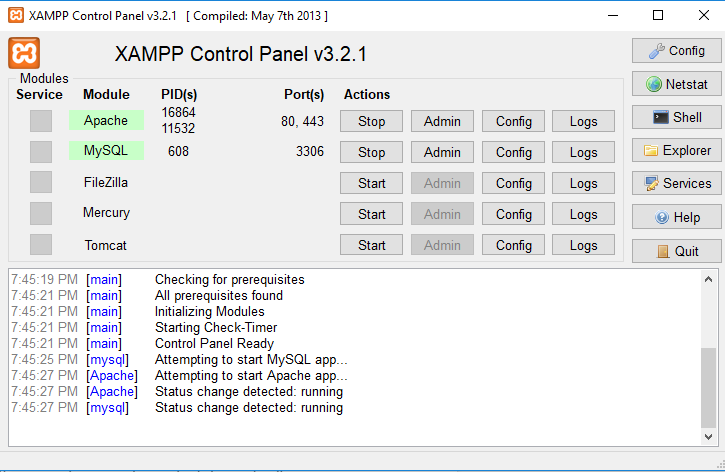 XAMPP Control Panel v3.2.1   [ Compiled: May 7th 2013 ]
XAMPP Control Panel v3.2.1
Config
Modules
Service Module PID(s) Port(s) Actions
Netstat
Apache 16864 11532 80, 443 Stop Admin Config Logs
Shell
MySQL 608 3306 Stop Admin Config Logs
Explorer
FileZilla Start Admin Config Logs
Services
Mercury Start Admin Config Logs
Help
Tomcat Start Admin Config Logs
Quit
7:45:19 PM [main] Checking for prerequisites
7:45:21 PM [main] All prerequisites found
7:45:21 PM [main] Initializing Modules
7:45:21 PM [main] Starting Check-Timer
7:45:21 PM [main] Control Panel Ready
7:45:25 PM [mysql] Attempting to start MySQL app...
7:45:27 PM [Apache] Attempting to start Apache app...
7:45:27 PM [Apache] Status change detected: running
7:45:27 PM [mysql] Status change detected: running